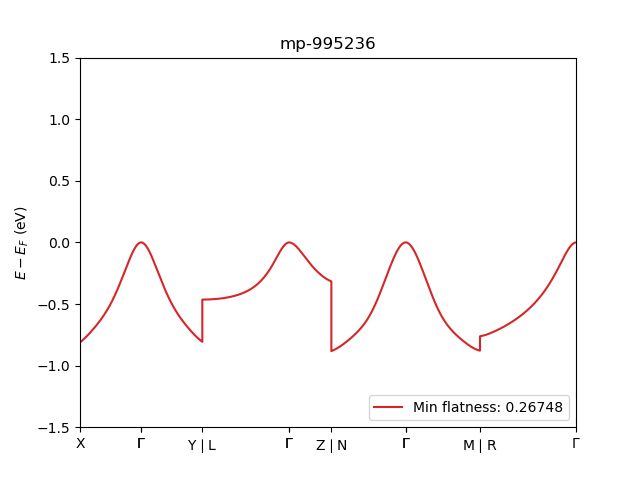 mp-995236
1.5
1.0
0.5
0.0
−0.5
−1.0
−1.5
E − E_F (eV)
Min flatness: 0.26748
X Γ Y | L Γ Z | N Γ M | R Γ